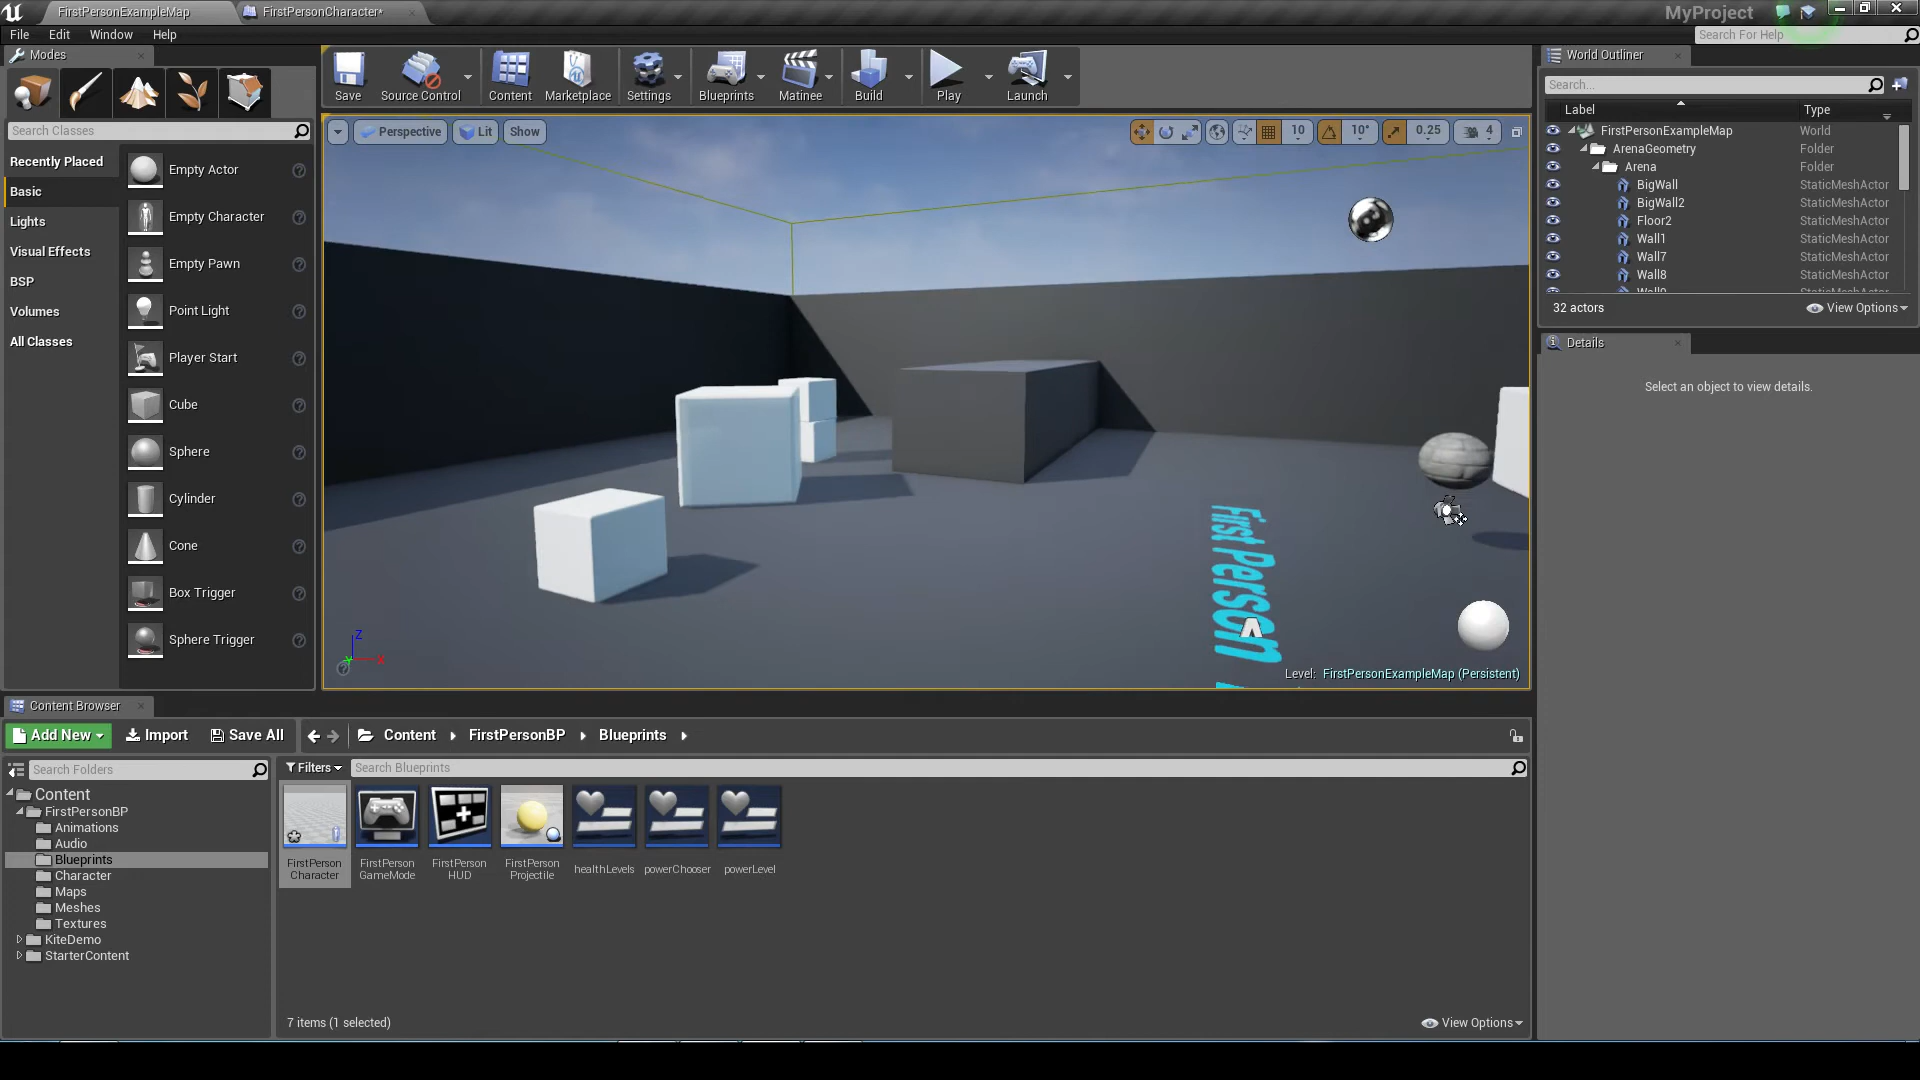 FirstPersonExampleMap
FirstPersonCharacter*
MyProject
File Edit Window Help
Search For Help
Modes
Save
Source Control
Content
Marketplace
Settings
Blueprints
Matinee
Build
Play
Launch
World Outliner
Search...
Label Type
Search Classes
Perspective
Lit
Show
10
10°
0.25
4
Recently Placed
Basic
Lights
Visual Effects
BSP
Volumes
All Classes
Empty Actor
Empty Character
Empty Pawn
Point Light
Player Start
Cube
Sphere
Cylinder
Cone
Box Trigger
Sphere Trigger
FirstPersonExampleMap World
ArenaGeometry Folder
Arena Folder
BigWall StaticMeshActor
BigWall2 StaticMeshActor
Floor2 StaticMeshActor
Wall1 StaticMeshActor
Wall7 StaticMeshActor
Wall8 StaticMeshActor
Wall9 StaticMeshActor
32 actors
View Options
Details
Select an object to view details.
First Person
Z
Y
X
Level: FirstPersonExampleMap (Persistent)
Content Browser
Add New
Import
Save All
Content
FirstPersonBP
Blueprints
Search Folders
Filters
Search Blueprints
Content
FirstPersonBP
Animations
Audio
Blueprints
Character
Maps
Meshes
Textures
KiteDemo
StarterContent
FirstPerson
Character
FirstPerson
GameMode
FirstPerson
HUD
FirstPerson
Projectile
healthLevels
powerChooser
powerLevel
7 items (1 selected)
View Options